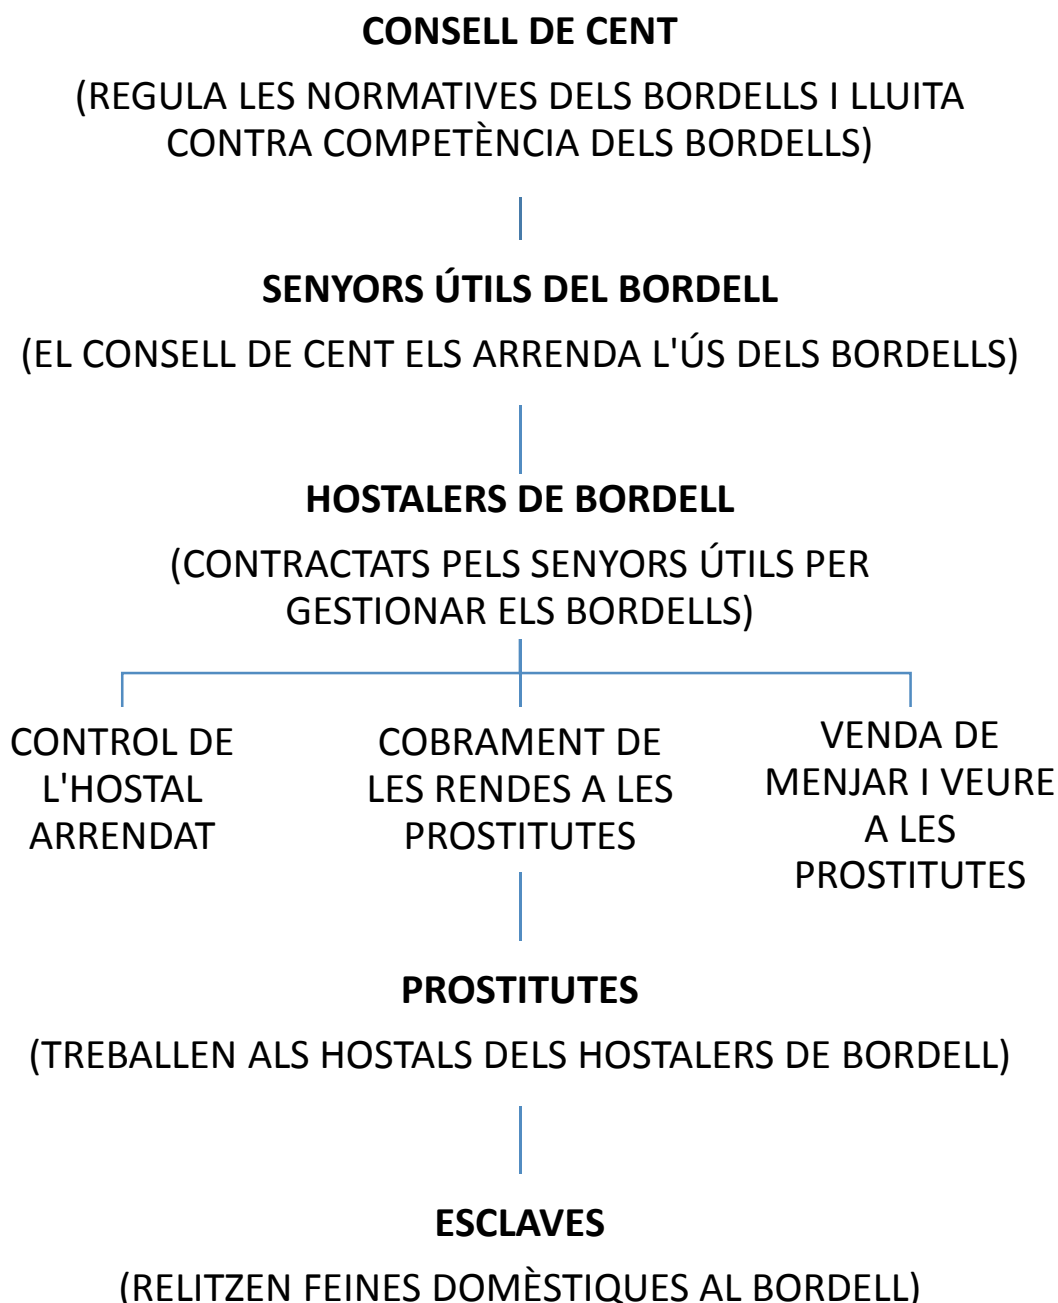 CONSELL DE CENT
(REGULA LES NORMATIVES DELS BORDELLS I LLUITA
CONTRA COMPETÈNCIA DELS BORDELLS)
SENYORS ÚTILS DEL BORDELL
(EL CONSELL DE CENT ELS ARRENDA L'ÚS DELS BORDELLS)
HOSTALERS DE BORDELL
(CONTRACTATS PELS SENYORS ÚTILS PER
GESTIONAR ELS BORDELLS)
CONTROL DE
L'HOSTAL
ARRENDAT
COBRAMENT DE
LES RENDES A LES
PROSTITUTES
VENDA DE
MENJAR I VEURE
A LES
PROSTITUTES
PROSTITUTES
(TREBALLEN ALS HOSTALS DELS HOSTALERS DE BORDELL)
ESCLAVES
(RELITZEN FEINES DOMÈSTIQUES AL BORDELL)